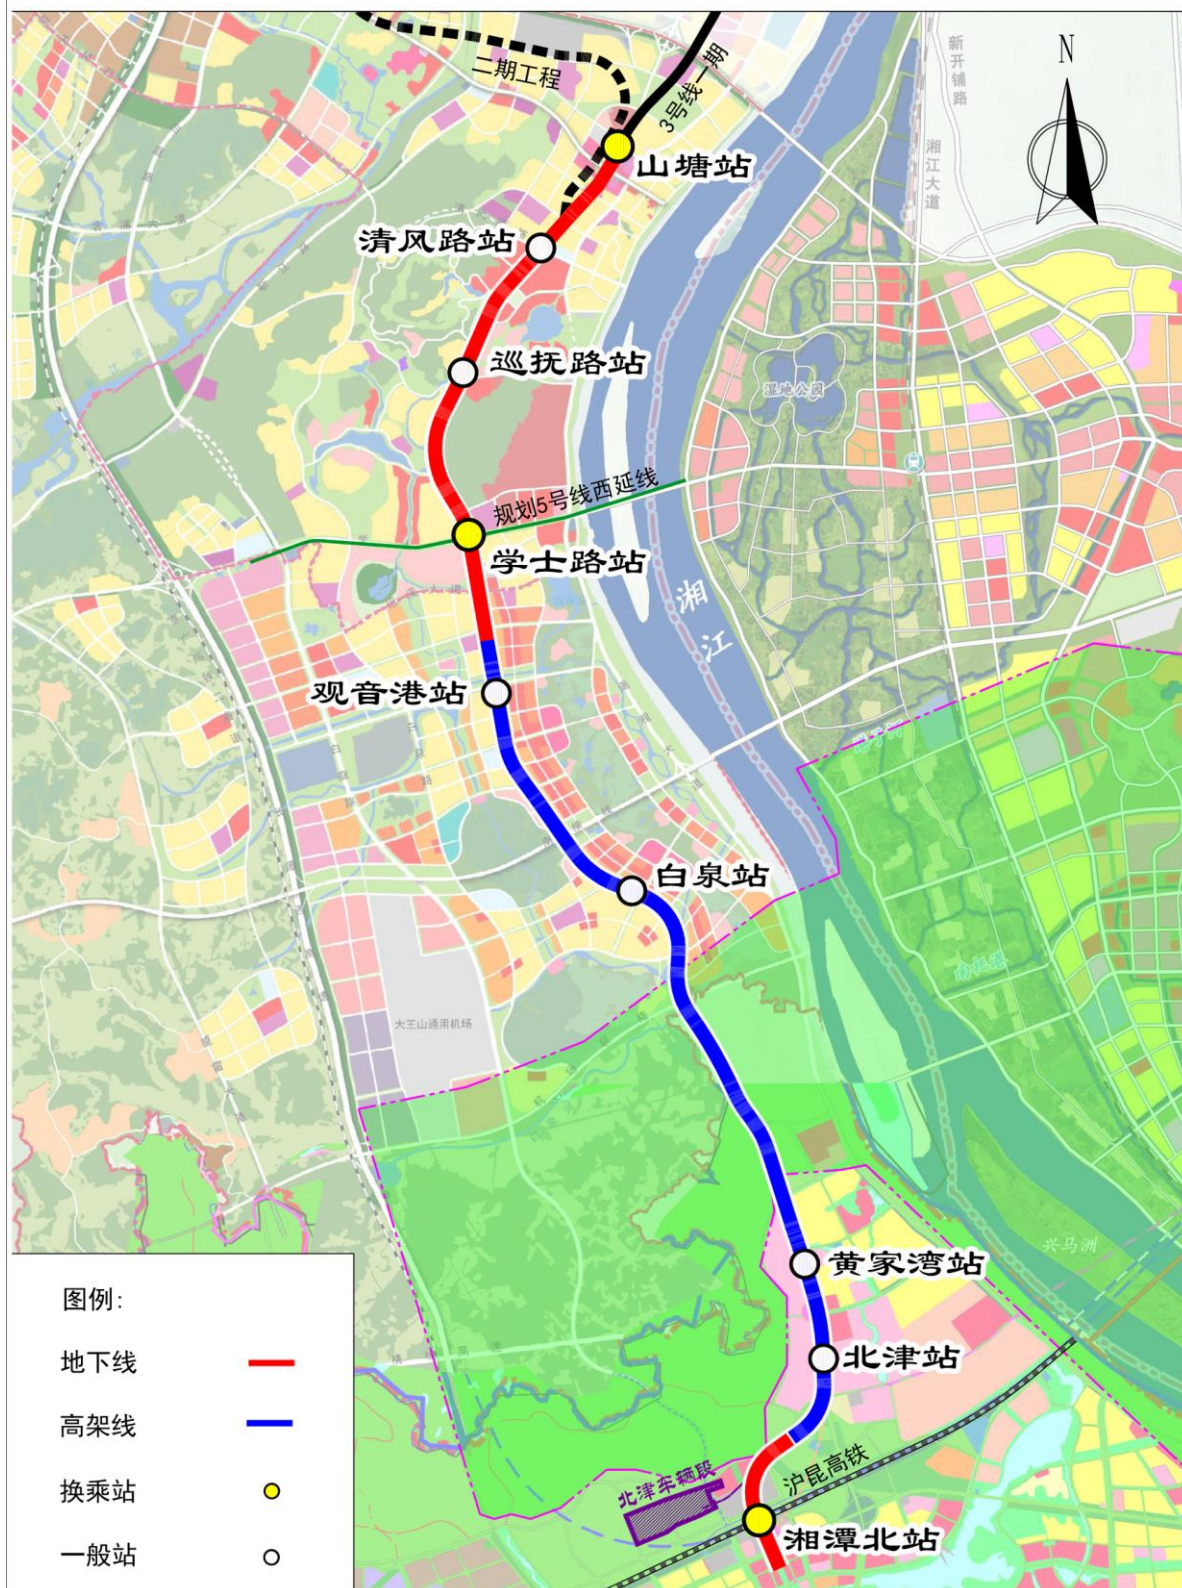 二期工程
3号线一期
N
新开铺路
湘江大道
山塘站
清风路站
巡抚路站
湿地公园
规划5号线西延线
学士路站
湘江
观音港站
白泉站
南托港
大王山通用机场
兴马洲
黄家湾站
北津站
沪昆高铁
北津车辆段
湘潭北站
图例:
地下线
高架线
换乘站
一般站